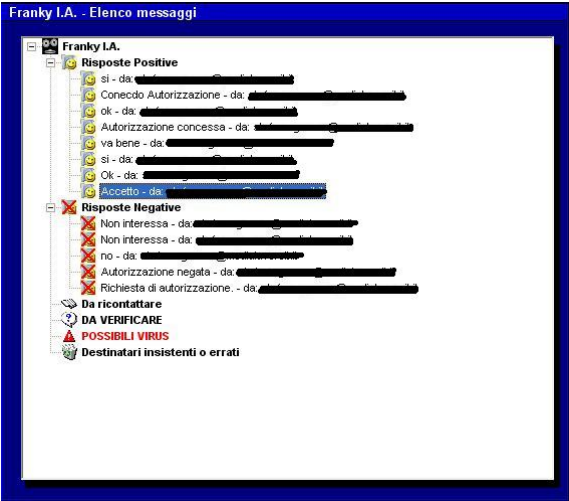 Franky I.A. - Elenco messaggi
Franky I.A.
Risposte Positive
si - da:
Conecdo Autorizzazione - da:
ok - da:
Autorizzazione concessa - da:
va bene - da:
si - da:
Ok - da:
Accetto - da:
Risposte Negative
Non interessa - da:
Non interessa - da:
no - da:
Autorizzazione negata - da:
Richiesta di autorizzazione. - da:
Da ricontattare
DA VERIFICARE
POSSIBILI VIRUS
Destinatari insistenti o errati